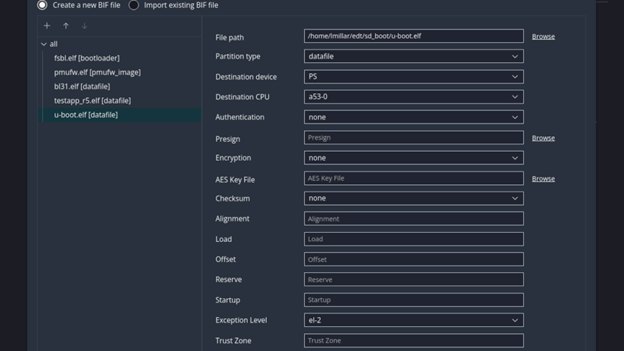 Create a new BIF file Import existing BIF file
all
fsbl.elf [bootloader]
pmufw.elf [pmufw_image]
bl31.elf [datafile]
testapp_r5.elf [datafile]
u-boot.elf [datafile]
File path /home/lmillar/edt/sd_boot/u-boot.elf Browse
Partition type datafile
Destination device PS
Destination CPU a53-0
Authentication none
Presign Presign Browse
Encryption none
AES Key File AES Key File Browse
Checksum none
Alignment Alignment
Load Load
Offset Offset
Reserve Reserve
Startup Startup
Exception Level el-2
Trust Zone Trust Zone